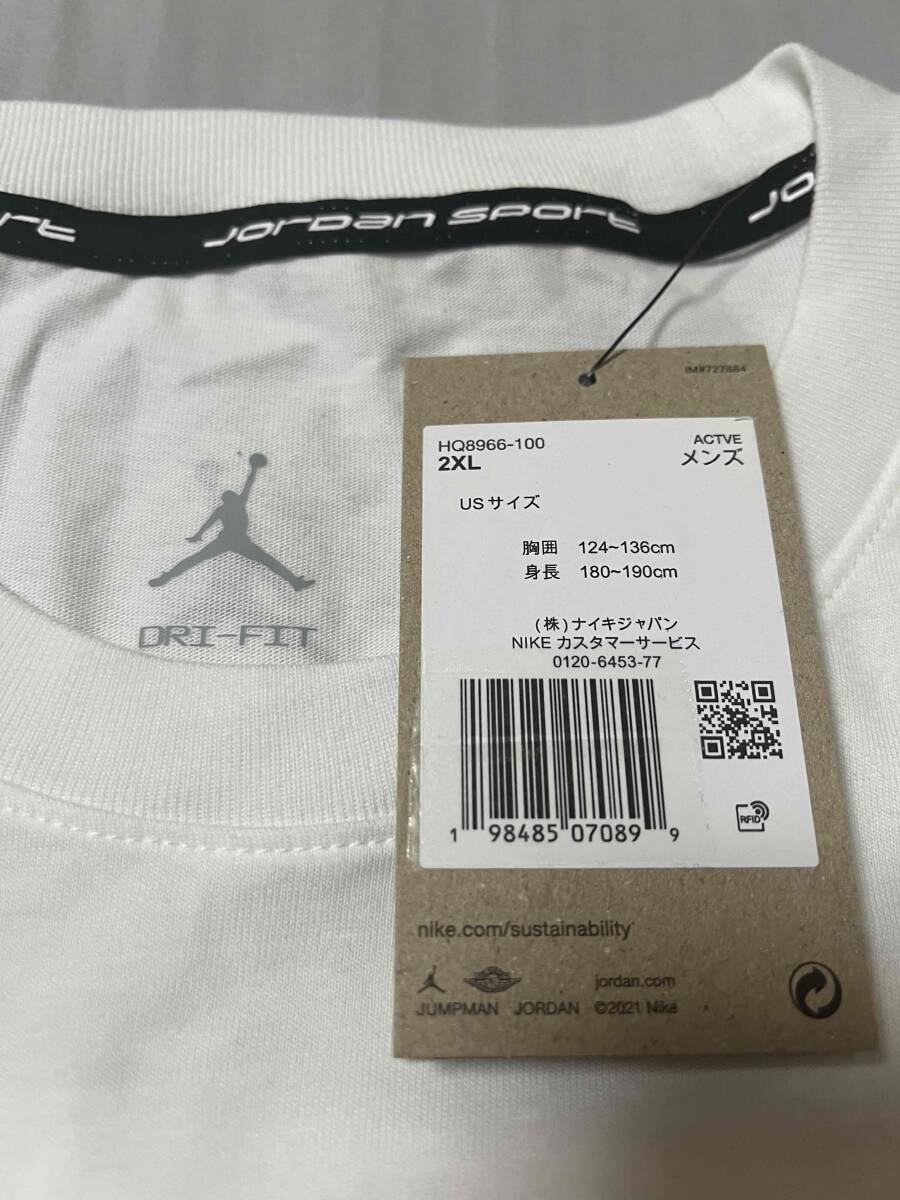 rt
Jordan Sport
Jo
DRI-FIT
IM#727884
HQ8966-100
ACTVE
2XL
メンズ
USサイズ
胸囲 124~136cm
身長 180~190cm
(株)ナイキジャパン
NIKE カスタマーサービス
0120-6453-77
1 98485 07089 9
RFID
nike.com/sustainability
jordan.com
JUMPMAN JORDAN ©2021 Nike